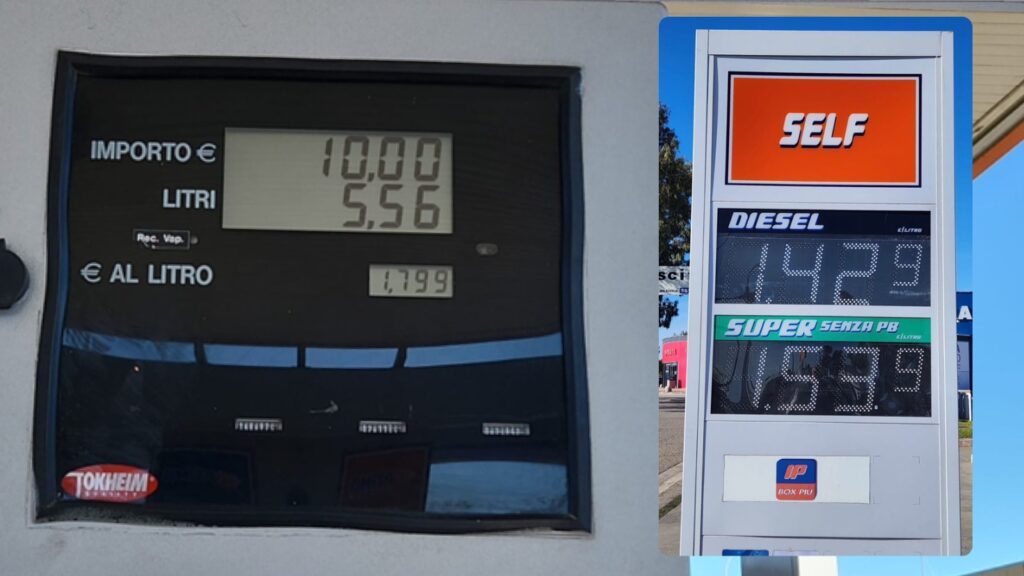 IMPORTO € 10,00
LITRI 5,56
Rec. Vap.
€ AL LITRO 1,799
TOKHEIM
SELF
DIESEL €/LITRO
1.429
SUPER SENZA PB €/LITRO
1.539
IP
BOX PIÙ